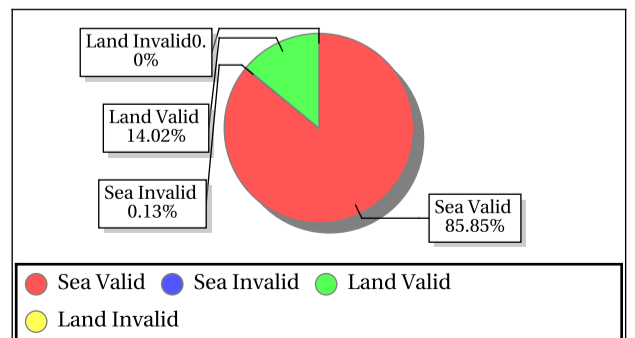 Land Invalid0.
0%
Land Valid
14.02%
Sea Invalid
0.13%
Sea Valid
85.85%
Sea Valid Sea Invalid Land Valid
Land Invalid